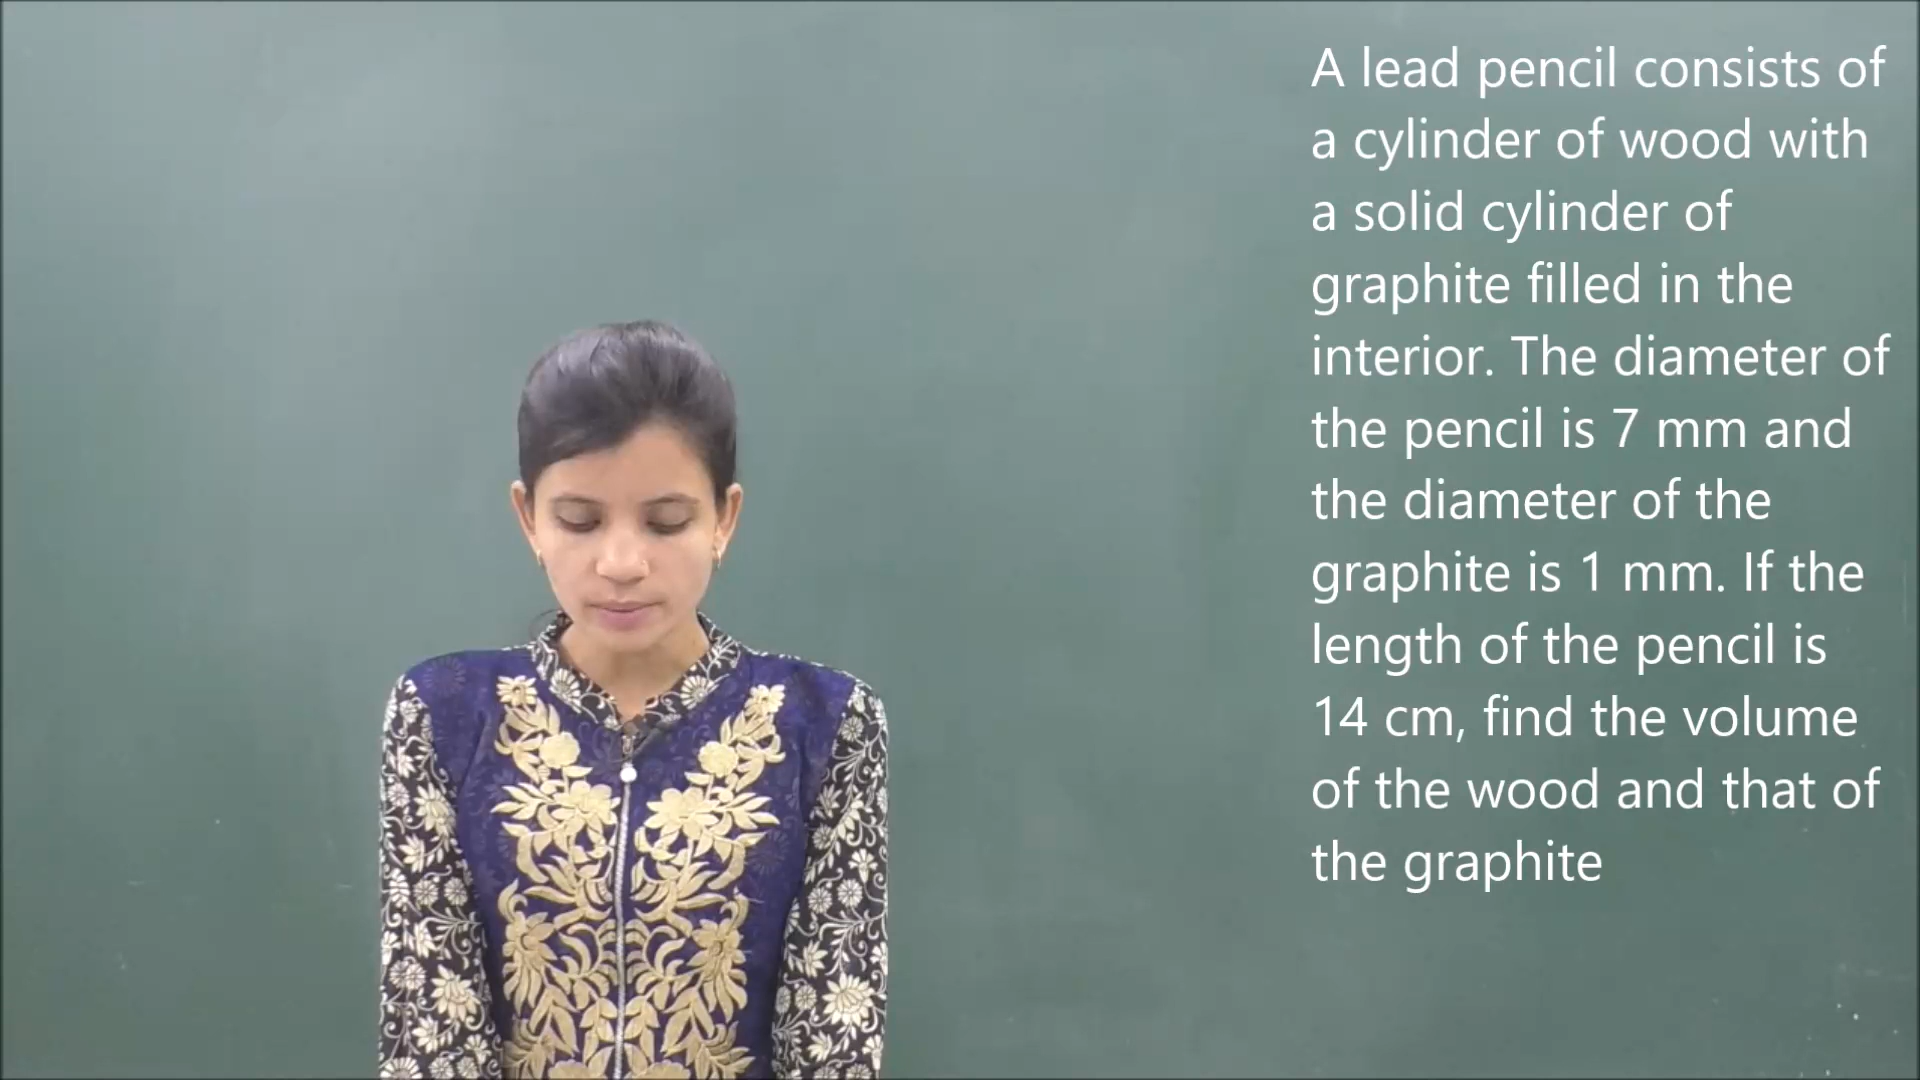 A lead pencil consists of
a cylinder of wood with
a solid cylinder of
graphite filled in the
interior. The diameter of
the pencil is 7 mm and
the diameter of the
graphite is 1 mm. If the
length of the pencil is
14 cm, find the volume
of the wood and that of
the graphite